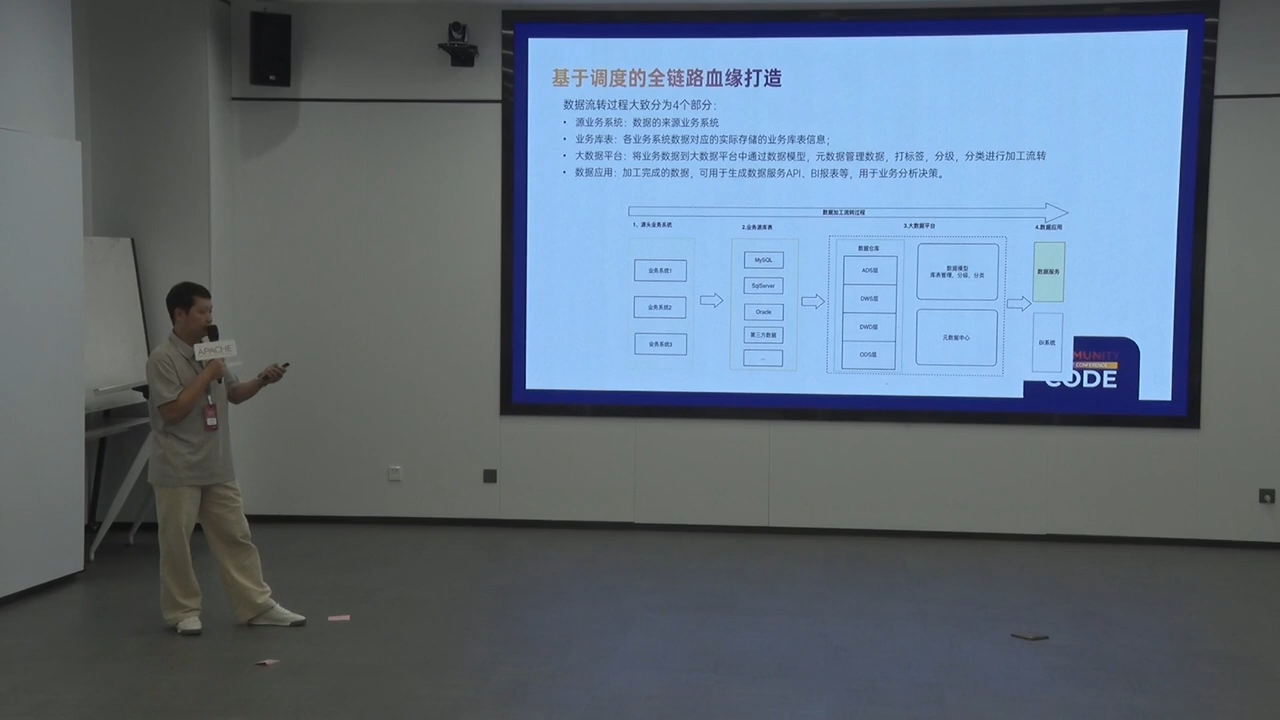 基于调度的全链路血缘打造
数据流转过程大致分为4个部分：
• 源业务系统：数据的来源业务系统
• 业务库表：各业务系统数据对应的实际存储的业务库表信息；
• 大数据平台：将业务数据到大数据平台中通过数据模型，元数据管理数据，打标签，分级，分类进行加工流转
• 数据应用：加工完成的数据，可用于生成数据服务API、BI报表等，用于业务分析决策。
数据加工流转过程
1、源头业务系统
2.业务源库表
3.大数据平台
4.数据应用
业务系统1
业务系统2
业务系统3
MySQL
SqlServer
Oracle
第三方数据
...
数据仓库
ADS层
DWS层
DWD层
ODS层
数据模型
库表管理，分级，分类
元数据中心
数据服务
BI系统
MUNITY
CONFERENCE
CODE
APACHE